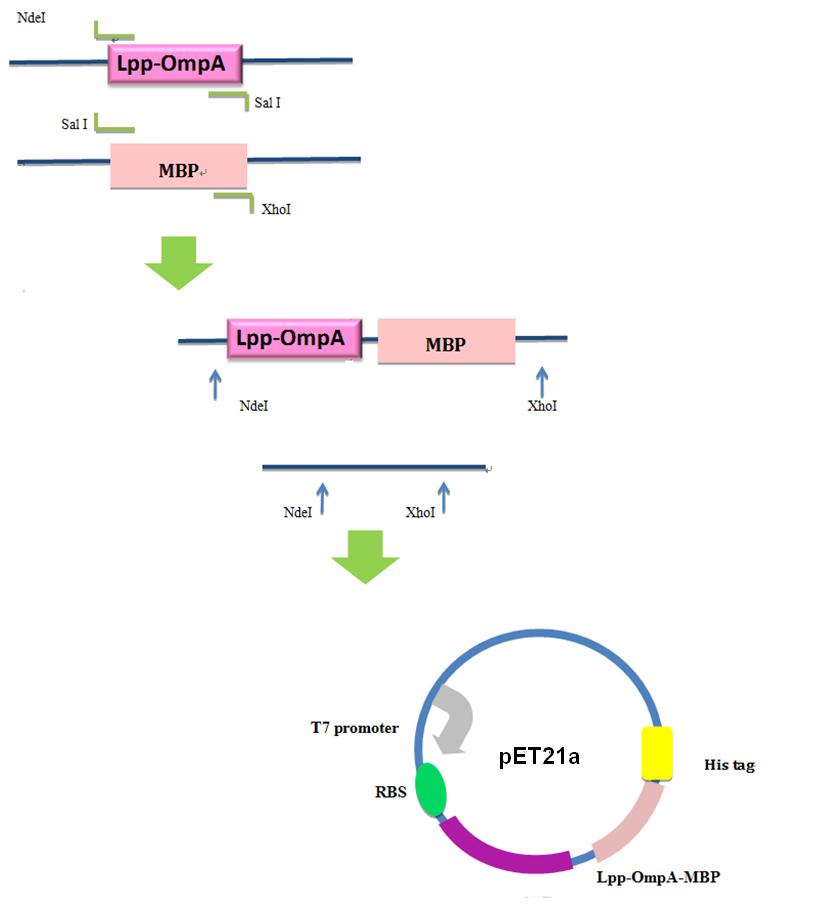 NdeI
Lpp-OmpA
Sal I
Sal I
MBP
XhoI
Lpp-OmpA
MBP
NdeI
XhoI
NdeI
XhoI
T7 promoter
pET21a
His tag
RBS
Lpp-OmpA-MBP